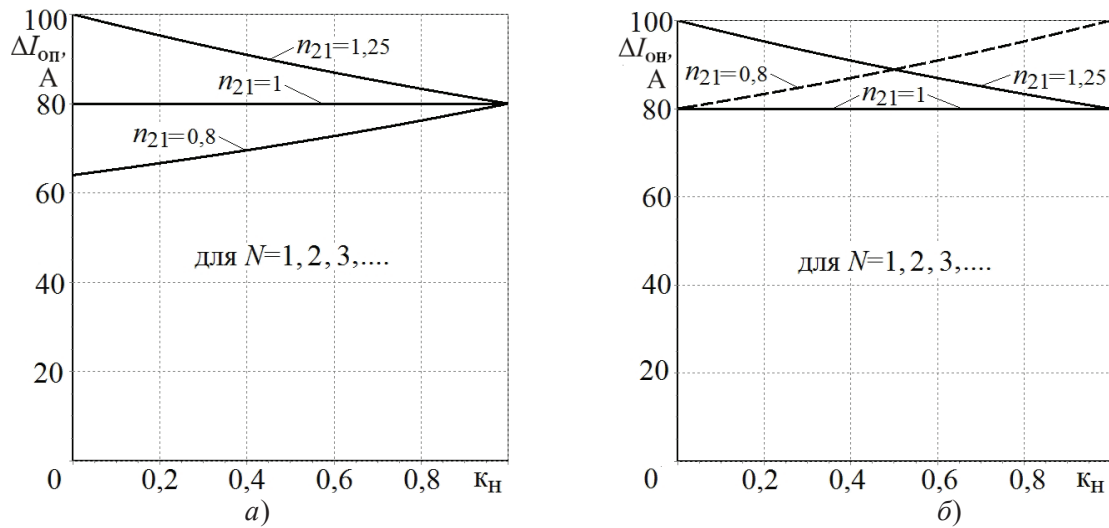 100
ΔIоп,
А
80
60
40
20
0
0,2
0,4
0,6
0,8
кн
n21=1,25
n21=1
n21=0,8
для N=1, 2, 3,....
а)
100
ΔIон,
А
80
60
40
20
0
0,2
0,4
0,6
0,8
кн
n21=0,8
n21=1,25
n21=1
для N=1, 2, 3,....
б)